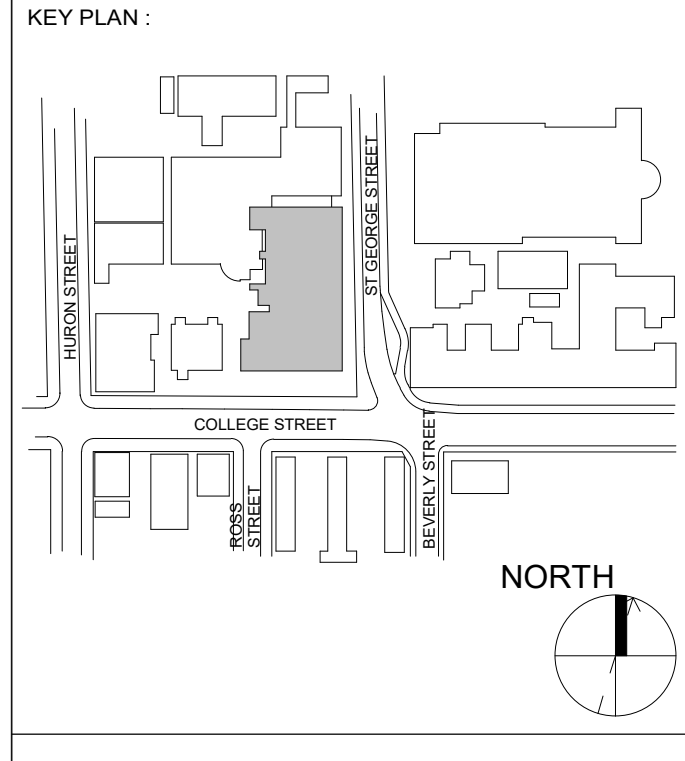 KEY PLAN :
HURON STREET
ST GEORGE STREET
COLLEGE STREET
ROSS
STREET
BEVERLY STREET
NORTH